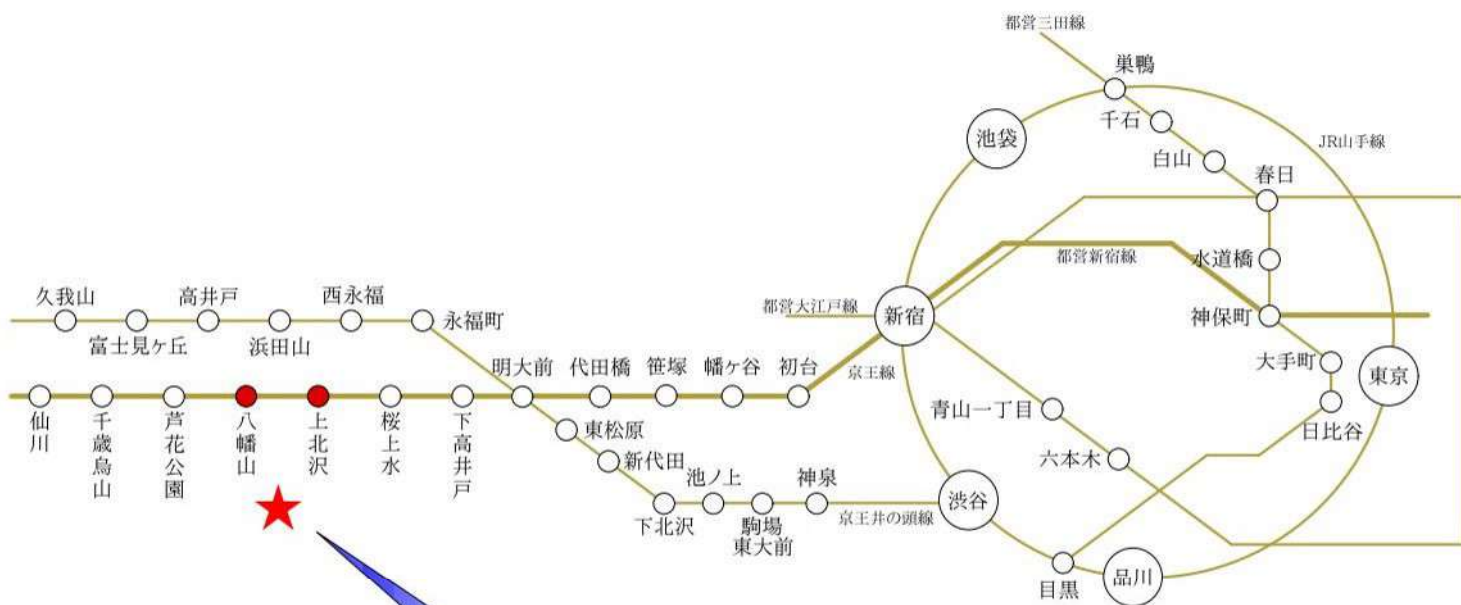 都営三田線
巣鴨
千石
池袋
JR山手線
白山
春日
都営新宿線
水道橋
久我山
高井戸
西永福
都営大江戸線
新宿
神保町
永福町
富士見ヶ丘
浜田山
大手町
明大前
代田橋
笹塚
幡ヶ谷
初台
京王線
東京
青山一丁目
日比谷
仙川
千歳烏山
芦花公園
八幡山
上北沢
桜上水
下高井戸
東松原
新代田
六本木
池ノ上
神泉
渋谷
下北沢
駒場
東大前
京王井の頭線
目黒
品川